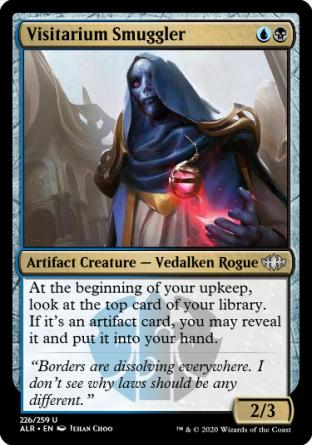 Visitarium Smuggler
Artifact Creature — Vedalken Rogue
At the beginning of your upkeep,
look at the top card of your library.
If it's an artifact card, you may reveal
it and put it into your hand.
“Borders are dissolving everywhere. I
don't see why laws should be any
different.”
2/3
226/259 U
ALR • EN Jehan Choo
™ & © 2020 Wizards of the Coast